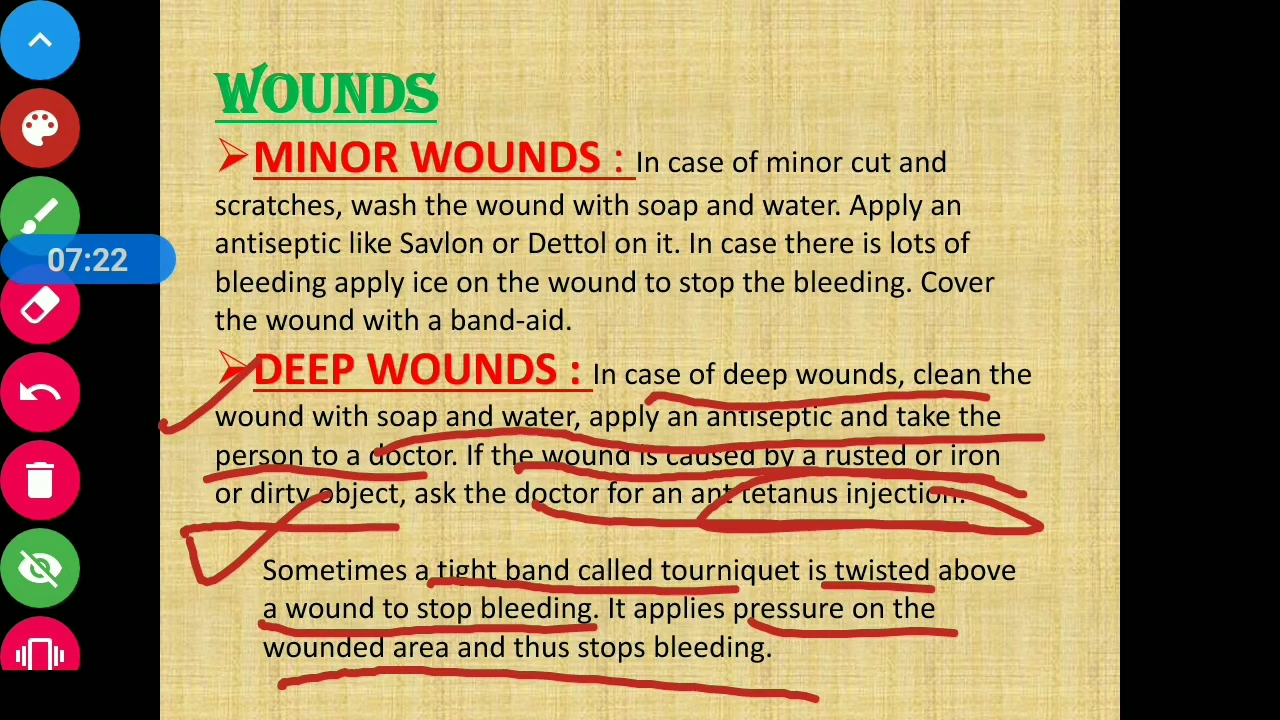 WOUNDS
➢MINOR WOUNDS : In case of minor cut and
scratches, wash the wound with soap and water. Apply an
antiseptic like Savlon or Dettol on it. In case there is lots of
bleeding apply ice on the wound to stop the bleeding. Cover
the wound with a band-aid.
➢DEEP WOUNDS : In case of deep wounds, clean the
wound with soap and water, apply an antiseptic and take the
person to a doctor. If the wound is caused by a rusted or iron
or dirty object, ask the doctor for an ant tetanus injection.
Sometimes a tight band called tourniquet is twisted above
a wound to stop bleeding. It applies pressure on the
wounded area and thus stops bleeding.
07:22